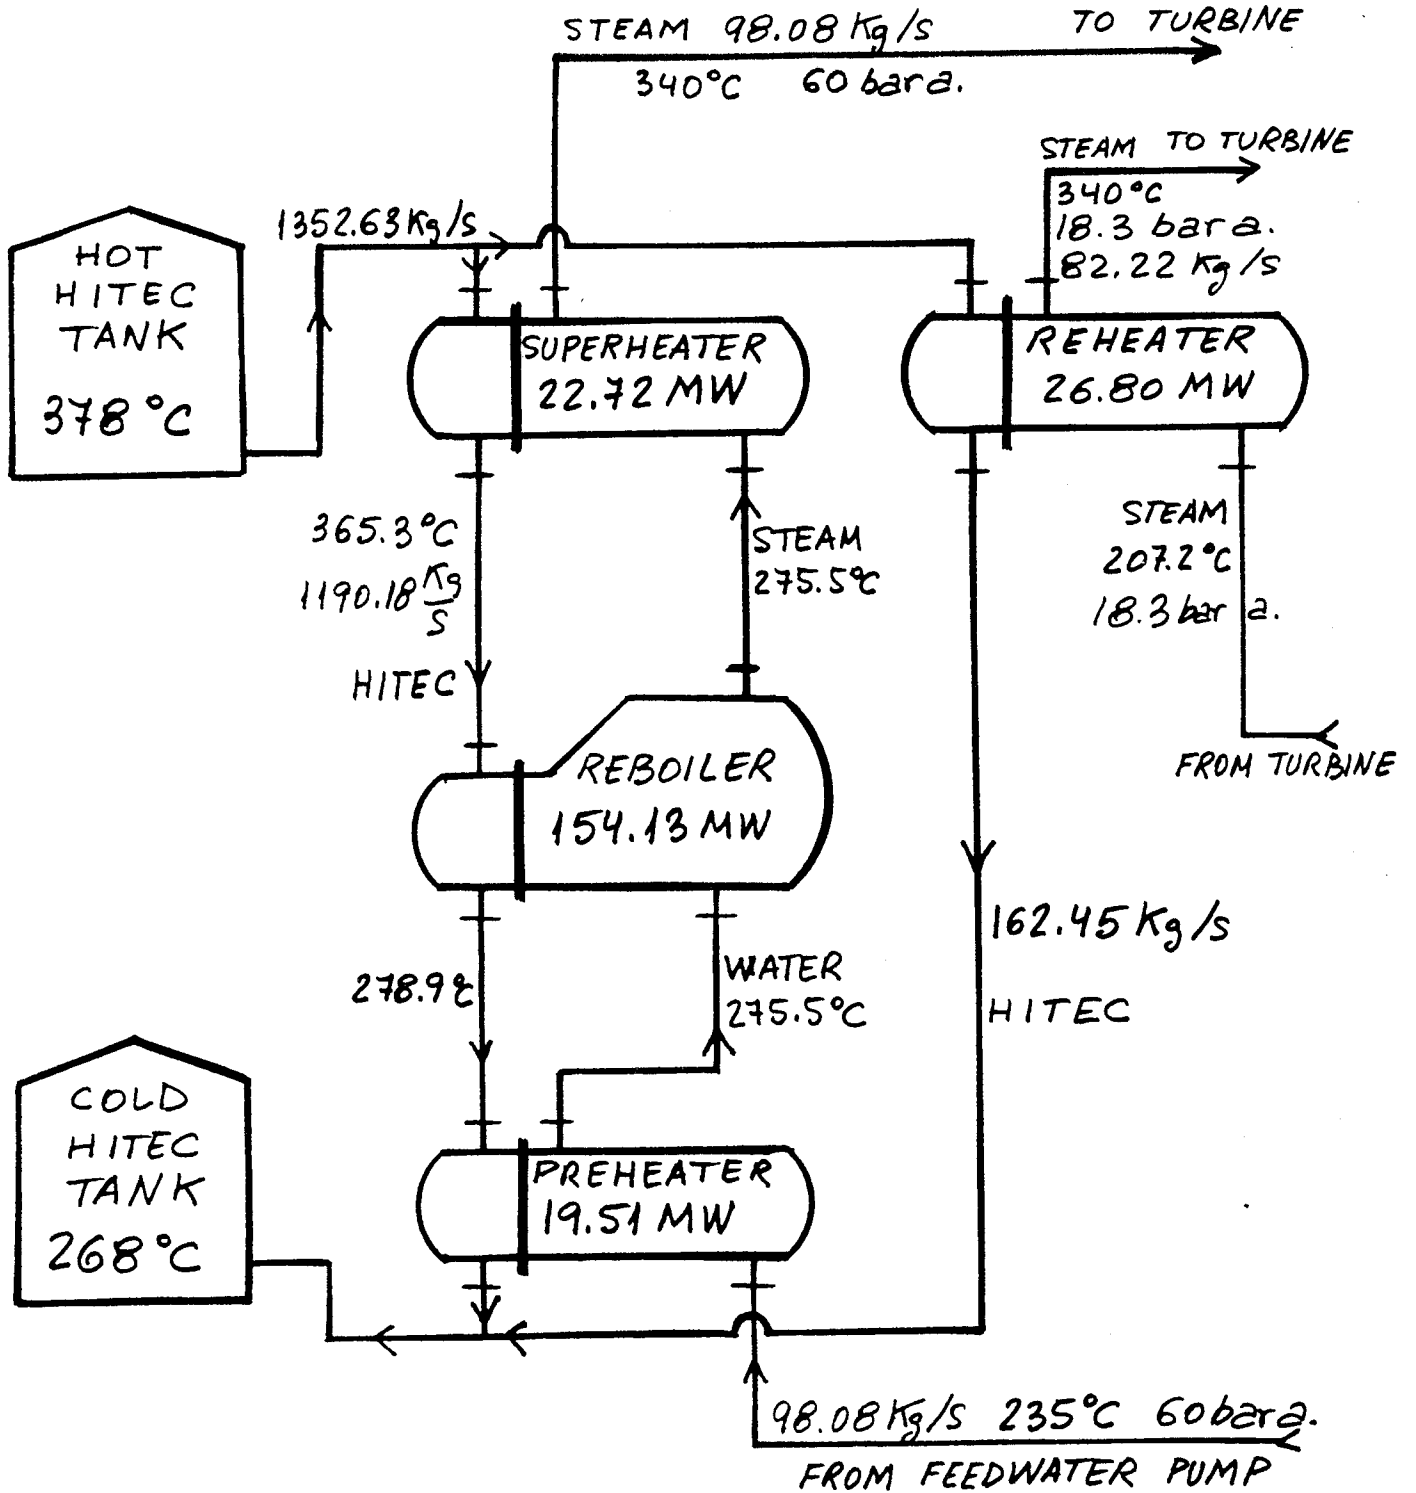 STEAM 98.08 Kg/s TO TURBINE
340°C 60 bar a.
STEAM TO TURBINE
340°C
18.3 bar a.
82.22 Kg/s
1352.63 Kg/s
HOT
HITEC
TANK
378 °C
SUPERHEATER
22.72 MW
REHEATER
26.80 MW
365.3°C
1190.18 Kg/s
HITEC
STEAM
275.5°C
STEAM
207.2°C
18.3 bar a.
FROM TURBINE
REBOILER
154.13 MW
162.45 Kg/s
HITEC
278.9°C
WATER
275.5°C
COLD
HITEC
TANK
268°C
PREHEATER
19.51 MW
98.08 Kg/s 235°C 60 bar a.
FROM FEEDWATER PUMP